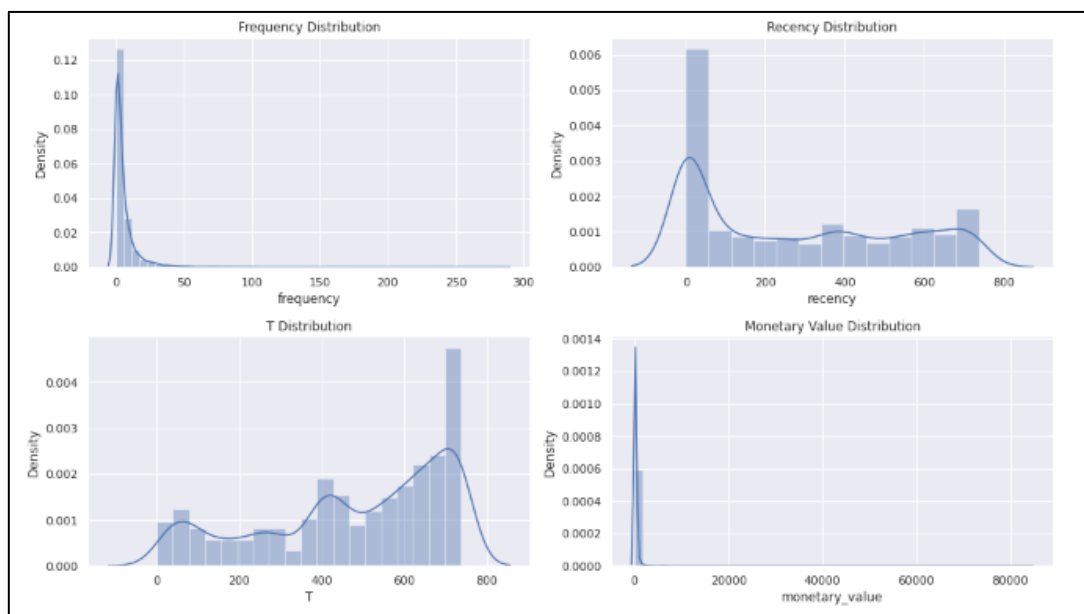 Frequency Distribution
Density
0.12
0.10
0.08
0.06
0.04
0.02
0.00
0 50 100 150 200 250 300
frequency
Recency Distribution
Density
0.006
0.005
0.004
0.003
0.002
0.001
0.000
0 200 400 600 800
recency
T Distribution
Density
0.004
0.003
0.002
0.001
0.000
0 200 400 600 800
T
Monetary Value Distribution
Density
0.0014
0.0012
0.0010
0.0008
0.0006
0.0004
0.0002
0.0000
0 20000 40000 60000 80000
monetary_value